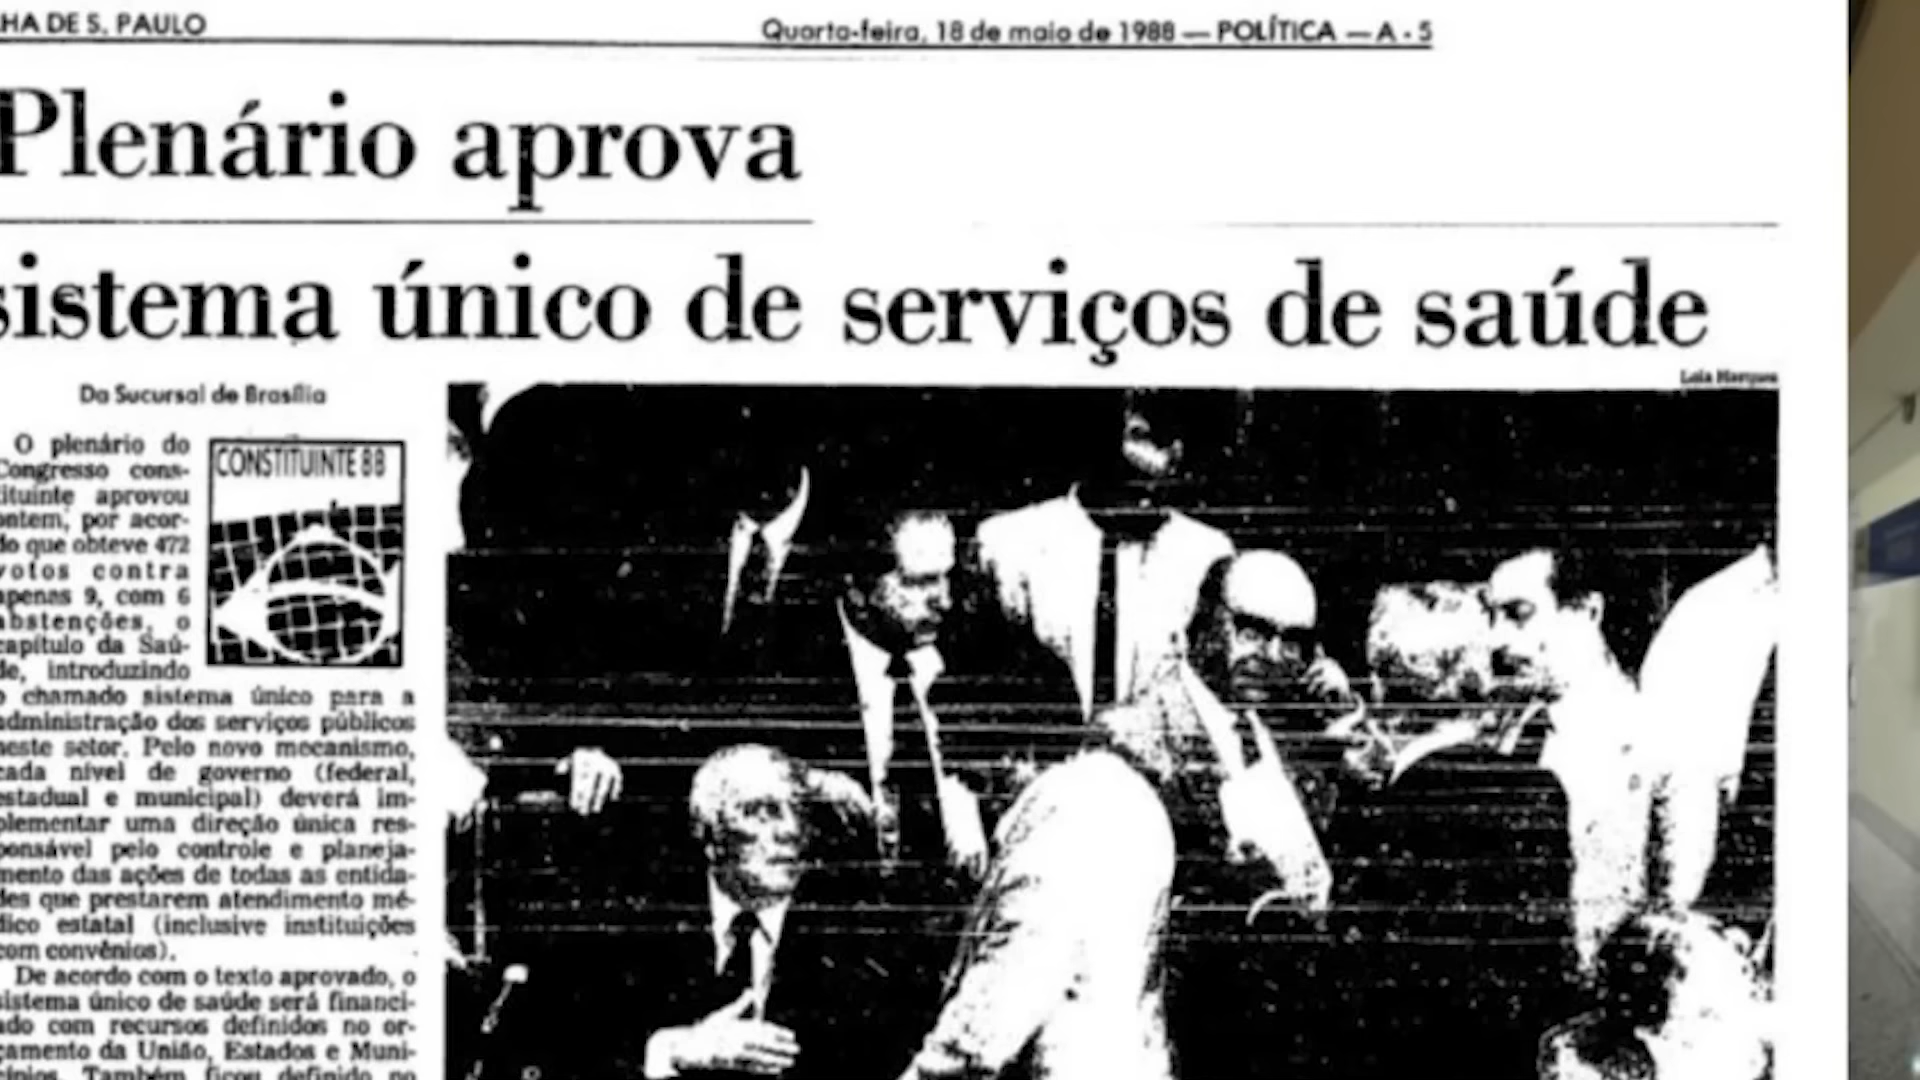 HA DE S. PAULO
Quarta-feira, 18 de maio de 1988 — POLÍTICA — A - 5
Plenário aprova
sistema único de serviços de saúde
Da Sucursal de Brasília
O plenário do
Congresso cons-
tituinte aprovou
ontem, por acor-
do que obteve 472
votos contra
apenas 9, com 6
abstenções, o
capítulo da Saú-
de, introduzindo
o chamado sistema único para a
administração dos serviços públicos
neste setor. Pelo novo mecanismo,
cada nível de governo (federal,
estadual e municipal) deverá im-
plementar uma direção única res-
ponsável pelo controle e planeja-
mento das ações de todas as entida-
des que prestarem atendimento mé-
dico estatal (inclusive instituições
com convênios).
De acordo com o texto aprovado, o
sistema único de saúde será financi-
ado com recursos definidos no or-
çamento da União, Estados e Muni-
cípios. Também ficou definido no
CONSTITUINTE 88